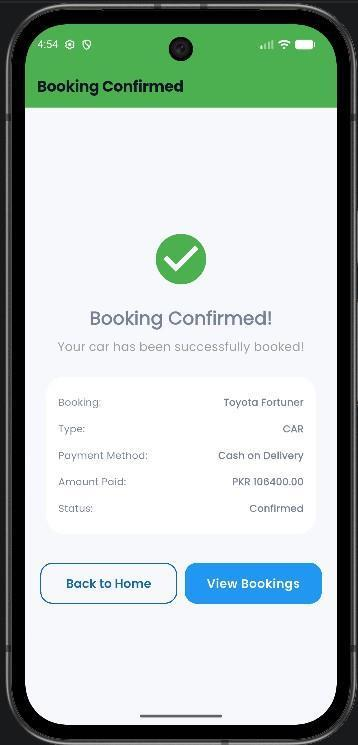 4:54
Booking Confirmed
Booking Confirmed!
Your car has been successfully booked!
Booking: Toyota Fortuner
Type: CAR
Payment Method: Cash on Delivery
Amount Paid: PKR 106400.00
Status: Confirmed
Back to Home View Bookings